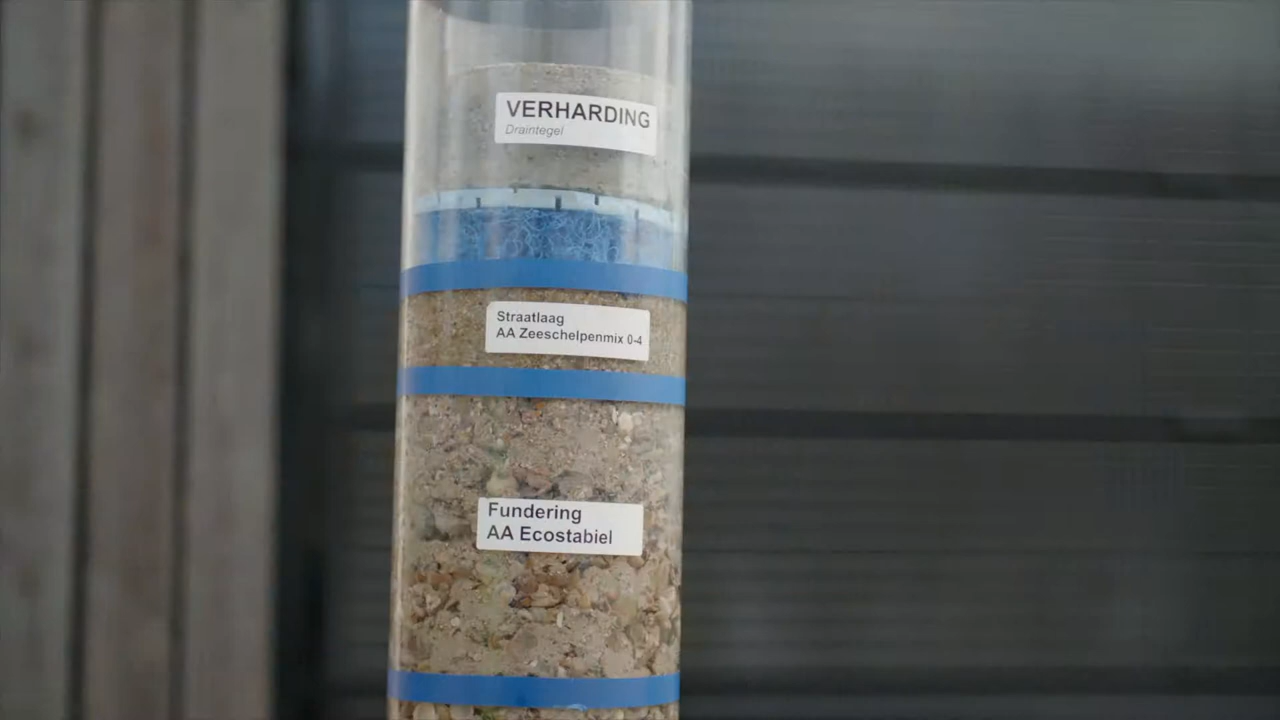 VERHARDING
Draintegel
Straatlaag
AA Zeeschelpenmix 0-4
Fundering
AA Ecostabiel